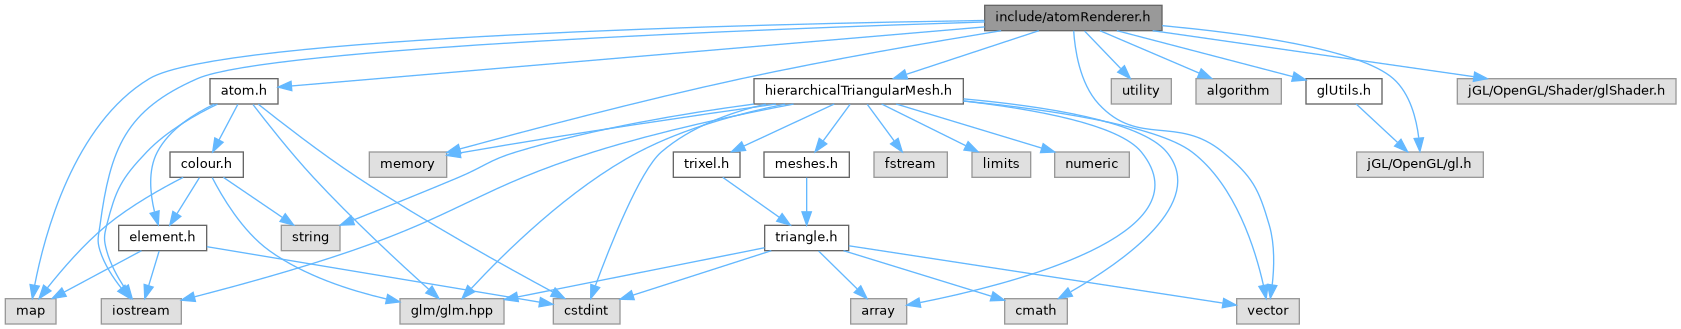 include/atomRenderer.h
atom.h
hierarchicalTriangularMesh.h
utility
algorithm
glUtils.h
jGL/OpenGL/Shader/glShader.h
colour.h
memory
trixel.h
meshes.h
fstream
limits
numeric
jGL/OpenGL/gl.h
element.h
string
triangle.h
map
iostream
glm/glm.hpp
cstdint
array
cmath
vector